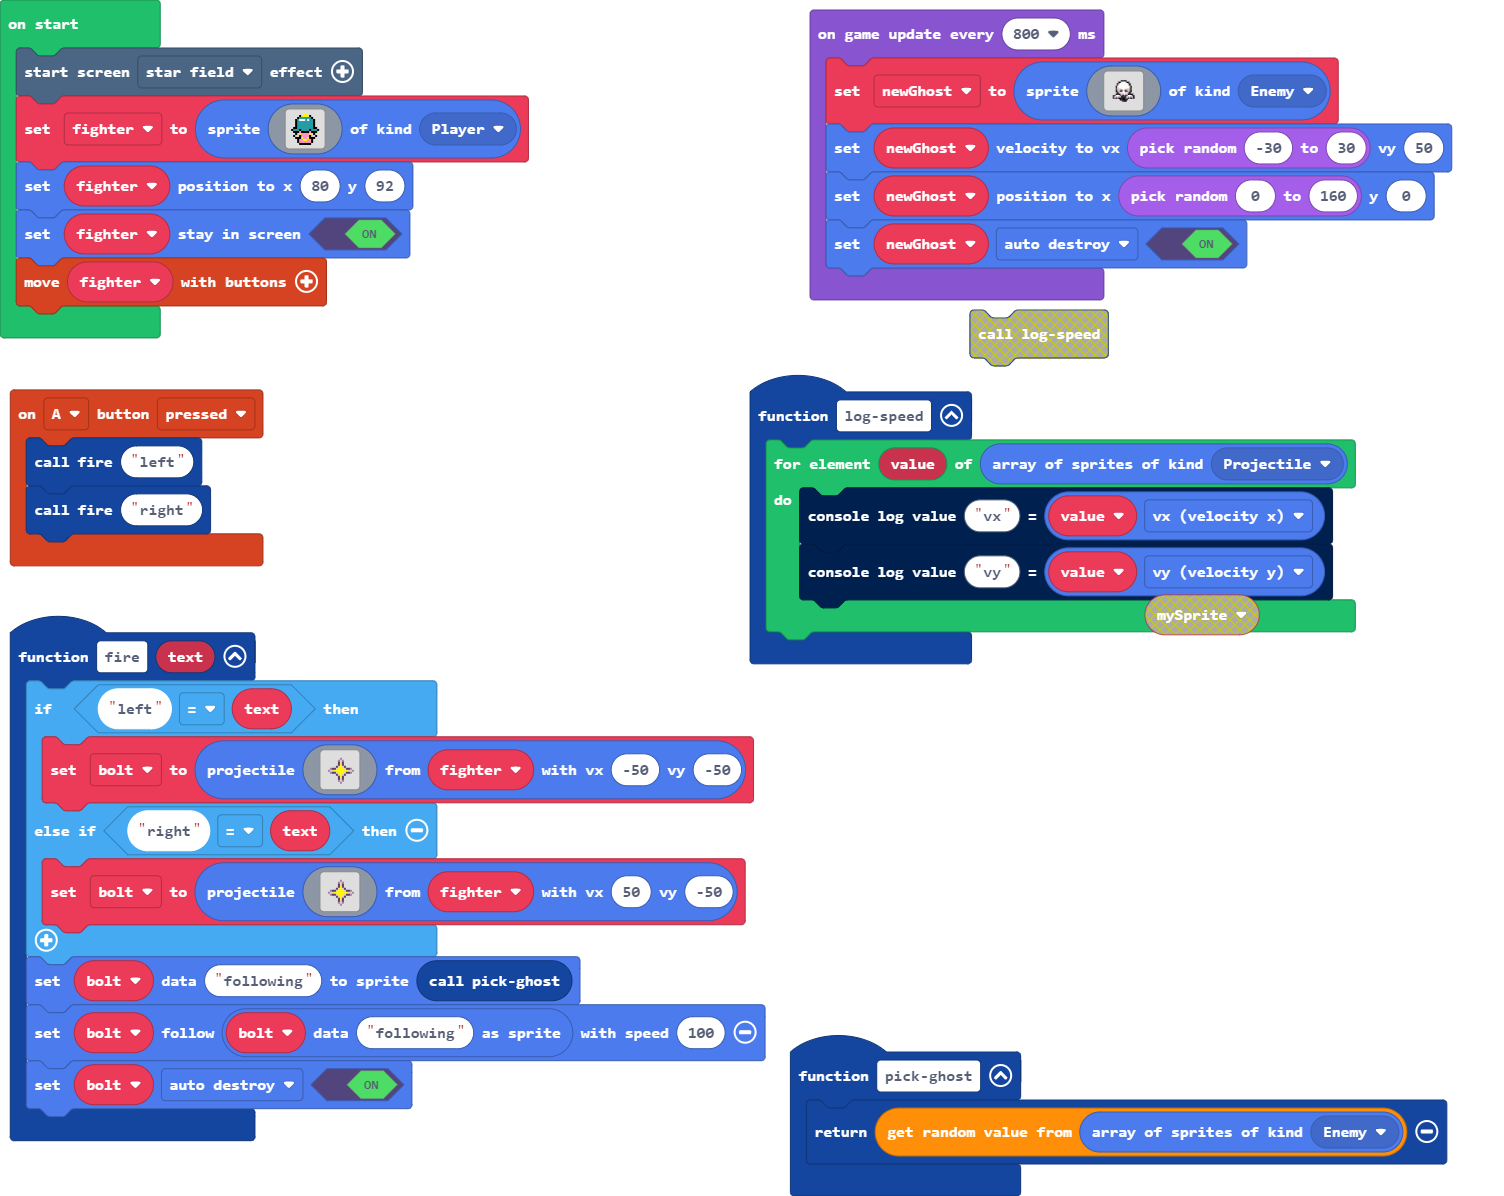 on start
start screen star field effect
set fighter to sprite of kind Player
set fighter position to x 80 y 92
set fighter stay in screen ON
move fighter with buttons
on game update every 800 ms
set newGhost to sprite of kind Enemy
set newGhost velocity to vx pick random -30 to 30 vy 50
set newGhost position to x pick random 0 to 160 y 0
set newGhost auto destroy ON
call log-speed
on A button pressed
call fire "left"
call fire "right"
function log-speed
for element value of array of sprites of kind Projectile
do
console log value "vx" = value vx (velocity x)
console log value "vy" = value vy (velocity y)
mySprite
function fire text
if "left" = text then
set bolt to projectile from fighter with vx -50 vy -50
else if "right" = text then
set bolt to projectile from fighter with vx 50 vy -50
set bolt data "following" to sprite call pick-ghost
set bolt follow bolt data "following" as sprite with speed 100
set bolt auto destroy ON
function pick-ghost
return get random value from array of sprites of kind Enemy